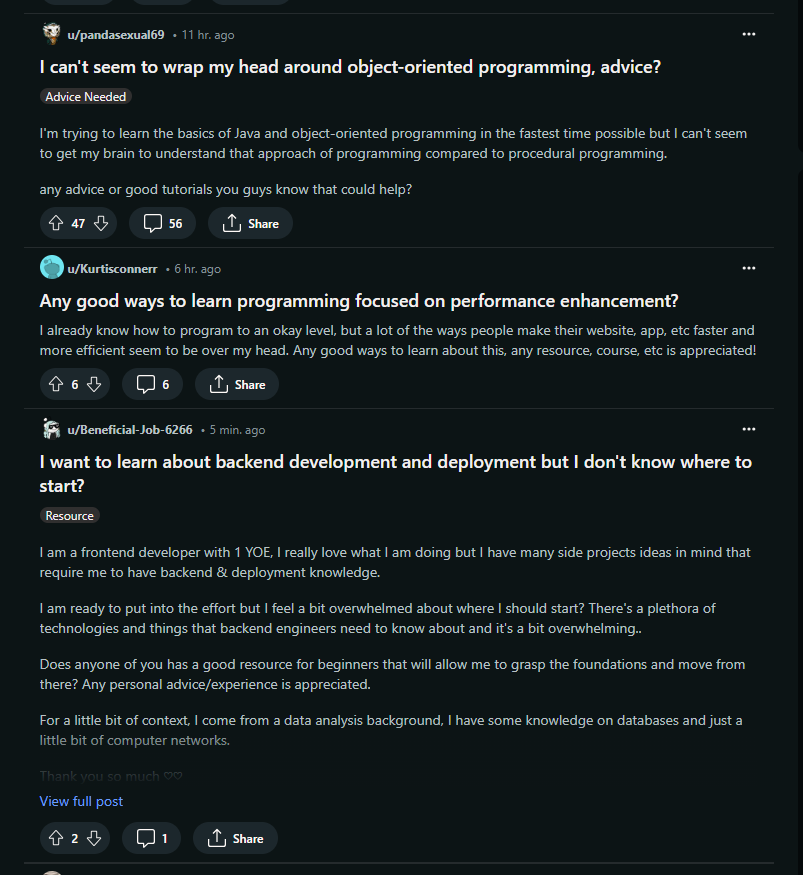 u/pandasexual69 • 11 hr. ago
I can't seem to wrap my head around object-oriented programming, advice?
Advice Needed
I'm trying to learn the basics of Java and object-oriented programming in the fastest time possible but I can't seem
to get my brain to understand that approach of programming compared to procedural programming.
any advice or good tutorials you guys know that could help?
47 56 Share
u/Kurtisconnerr • 6 hr. ago
Any good ways to learn programming focused on performance enhancement?
I already know how to program to an okay level, but a lot of the ways people make their website, app, etc faster and
more efficient seem to be over my head. Any good ways to learn about this, any resource, course, etc is appreciated!
6 6 Share
u/Beneficial-Job-6266 • 5 min. ago
I want to learn about backend development and deployment but I don't know where to
start?
Resource
I am a frontend developer with 1 YOE, I really love what I am doing but I have many side projects ideas in mind that
require me to have backend & deployment knowledge.
I am ready to put into the effort but I feel a bit overwhelmed about where I should start? There's a plethora of
technologies and things that backend engineers need to know about and it's a bit overwhelming..
Does anyone of you has a good resource for beginners that will allow me to grasp the foundations and move from
there? Any personal advice/experience is appreciated.
For a little bit of context, I come from a data analysis background, I have some knowledge on databases and just a
little bit of computer networks.
Thank you so much ♡♡
View full post
2 1 Share